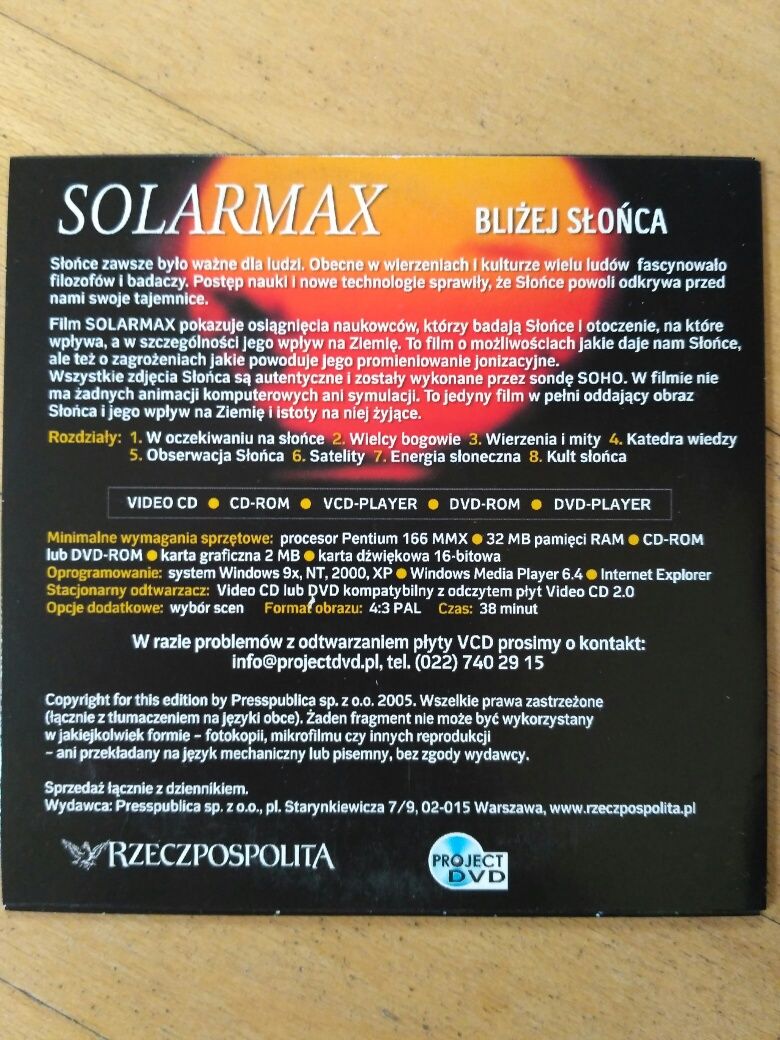 SOLARMAX
BLIŻEJ SŁOŃCA
Słońce zawsze było ważne dla ludzi. Obecne w wierzeniach i kulturze wielu ludów fascynowało
filozofów i badaczy. Postęp nauki i nowe technologie sprawiły, że Słońce powoli odkrywa przed
nami swoje tajemnice.
Film SOLARMAX pokazuje osiągnięcia naukowców, którzy badają Słońce i otoczenie, na które
wpływa, a w szczególności jego wpływ na Ziemię. To film o możliwościach jakie daje nam Słońce,
ale też o zagrożeniach jakie powoduje jego promieniowanie jonizacyjne.
Wszystkie zdjęcia Słońca są autentyczne i zostały wykonane przez sondę SOHO. W filmie nie
ma żadnych animacji komputerowych ani symulacji. To jedyny film w pełni oddający obraz
Słońca i jego wpływ na Ziemię i istoty na niej żyjące.
Rozdziały: 1. W oczekiwaniu na słońce 2. Wielcy bogowie 3. Wierzenia i mity 4. Katedra wiedzy
5. Obserwacja Słońca 6. Satelity 7. Energia słoneczna 8. Kult słońca
VIDEO CD ● CD-ROM ● VCD-PLAYER ● DVD-ROM ● DVD-PLAYER
Minimalne wymagania sprzętowe: procesor Pentium 166 MMX ● 32 MB pamięci RAM ● CD-ROM
lub DVD-ROM ● karta graficzna 2 MB ● karta dźwiękowa 16-bitowa
Oprogramowanie: system Windows 9x, NT, 2000, XP ● Windows Media Player 6.4 ● Internet Explorer
Stacjonarny odtwarzacz: Video CD lub DVD kompatybilny z odczytem płyt Video CD 2.0
Opcje dodatkowe: wybór scen Format obrazu: 4:3 PAL Czas: 38 minut
W razie problemów z odtwarzaniem płyty VCD prosimy o kontakt:
info@projectdvd.pl, tel. (022) 740 29 15
Copyright for this edition by Presspublica sp. z o.o. 2005. Wszelkie prawa zastrzeżone
(łącznie z tłumaczeniem na języki obce). Żaden fragment nie może być wykorzystany
w jakiejkolwiek formie – fotokopii, mikrofilmu czy innych reprodukcji
– ani przekładany na język mechaniczny lub pisemny, bez zgody wydawcy.
Sprzedaż łącznie z dziennikiem.
Wydawca: Presspublica sp. z o.o., pl. Starynkiewicza 7/9, 02-015 Warszawa, www.rzeczpospolita.pl
RZECZPOSPOLITA
PROJECT
DVD